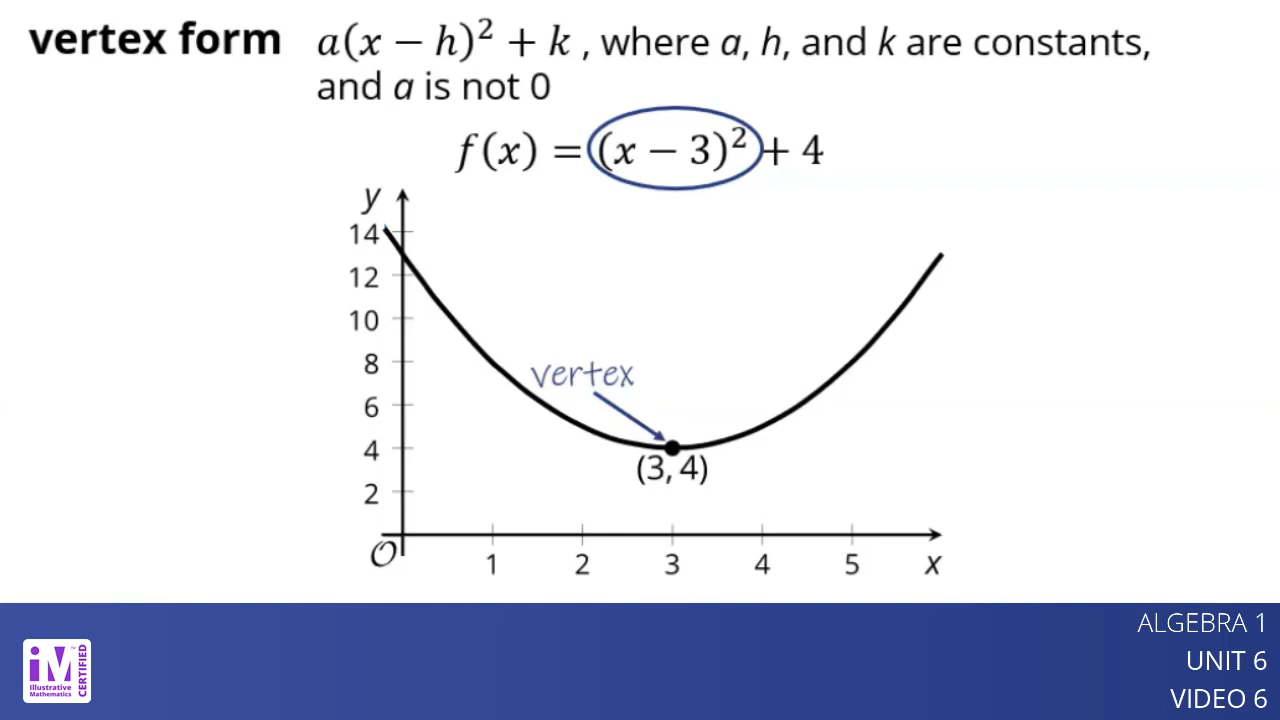 vertex form a(x − h)² + k , where a, h, and k are constants,
and a is not 0
f(x) = (x − 3)² + 4
y
14
12
10
8
vertex
6
4
(3, 4)
2
O
1 2 3 4 5 x
ALGEBRA 1
UNIT 6
VIDEO 6
iM™
Illustrative
Mathematics
CERTIFIED